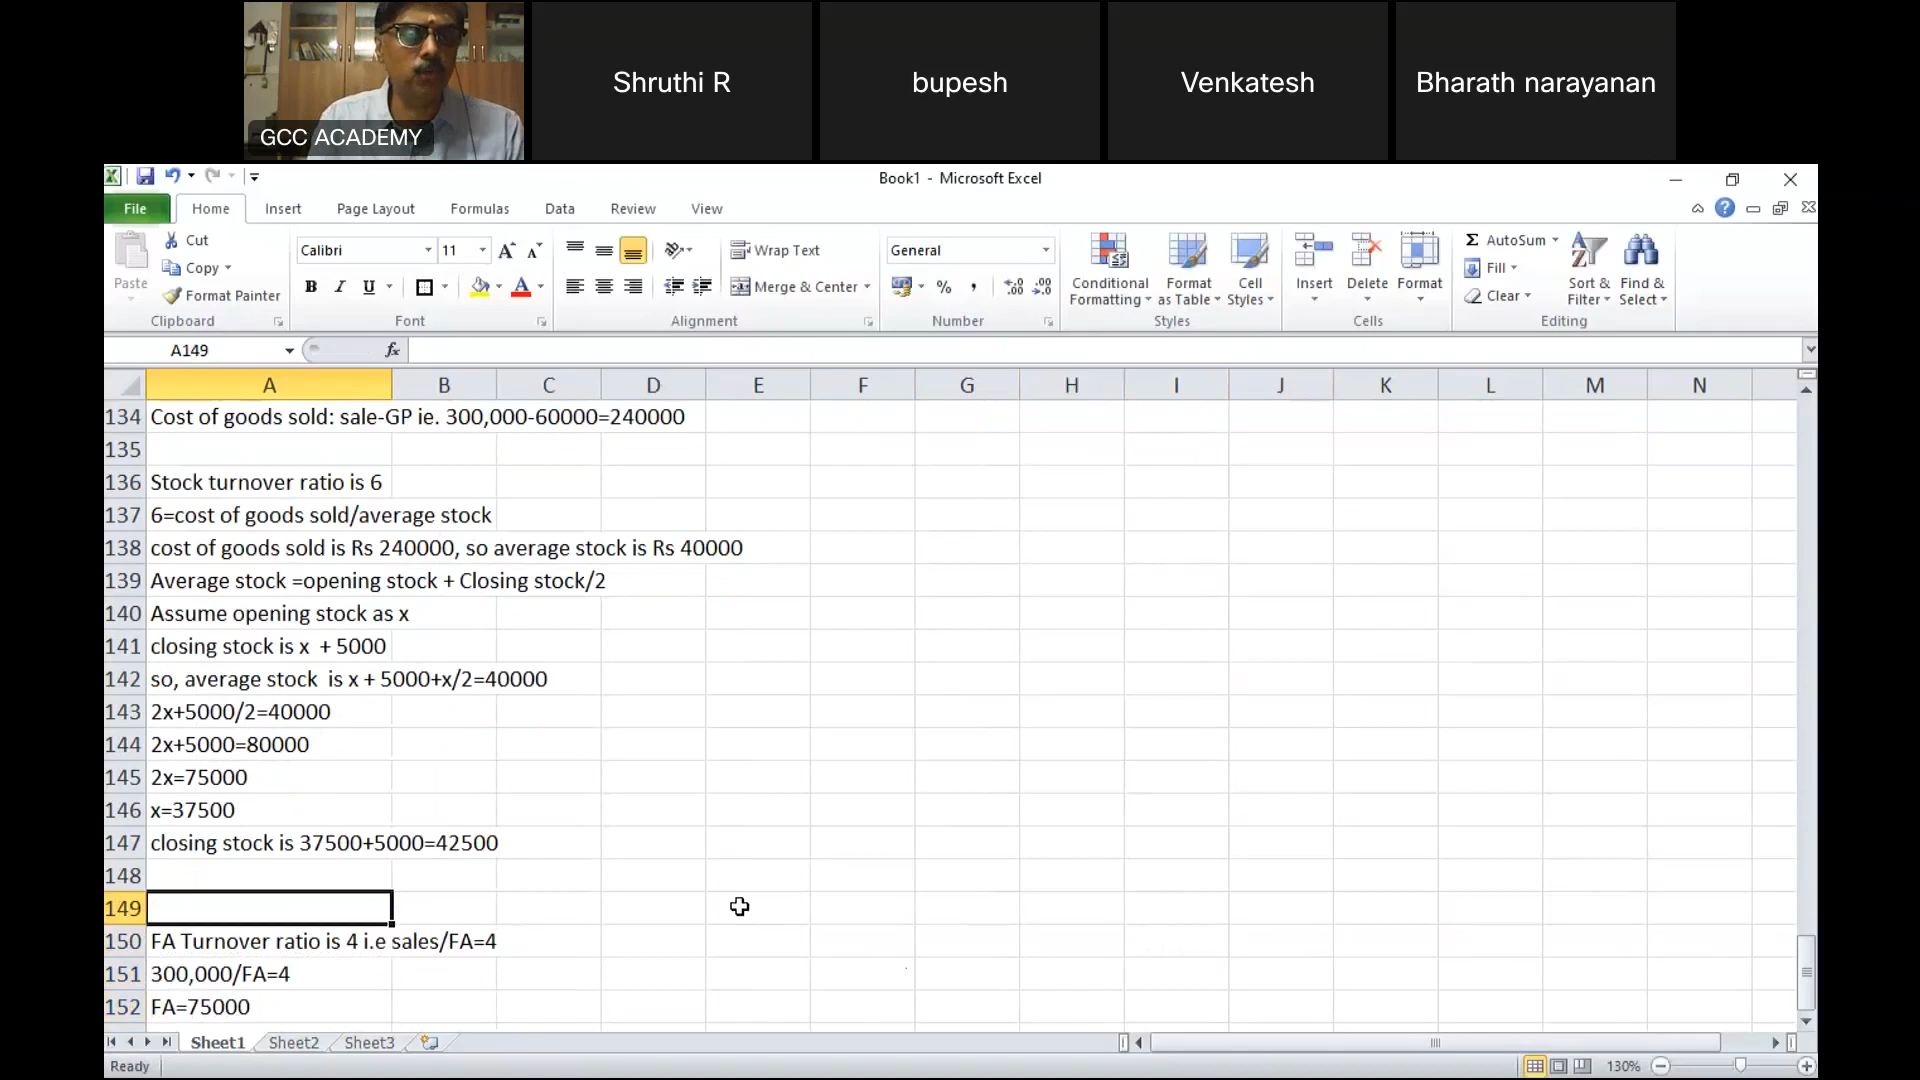 GCC ACADEMY
Shruthi R
bupesh
Venkatesh
Bharath narayanan
Book1 - Microsoft Excel
File Home Insert Page Layout Formulas Data Review View
Paste
Cut
Copy
Format Painter
Clipboard
Calibri 11
B I U
Font
Wrap Text
Merge & Center
Alignment
General
Number
Conditional Formatting
Format as Table
Cell Styles
Styles
Insert Delete Format
Cells
AutoSum
Fill
Clear
Sort & Filter
Find & Select
Editing
A149 fx
A B C D E F G H I J K L M N
134 Cost of goods sold: sale-GP ie. 300,000-60000=240000
135
136 Stock turnover ratio is 6
137 6=cost of goods sold/average stock
138 cost of goods sold is Rs 240000, so average stock is Rs 40000
139 Average stock =opening stock + Closing stock/2
140 Assume opening stock as x
141 closing stock is x  + 5000
142 so, average stock  is x + 5000+x/2=40000
143 2x+5000/2=40000
144 2x+5000=80000
145 2x=75000
146 x=37500
147 closing stock is 37500+5000=42500
148
149
150 FA Turnover ratio is 4 i.e sales/FA=4
151 300,000/FA=4
152 FA=75000
Sheet1 Sheet2 Sheet3
Ready 130%